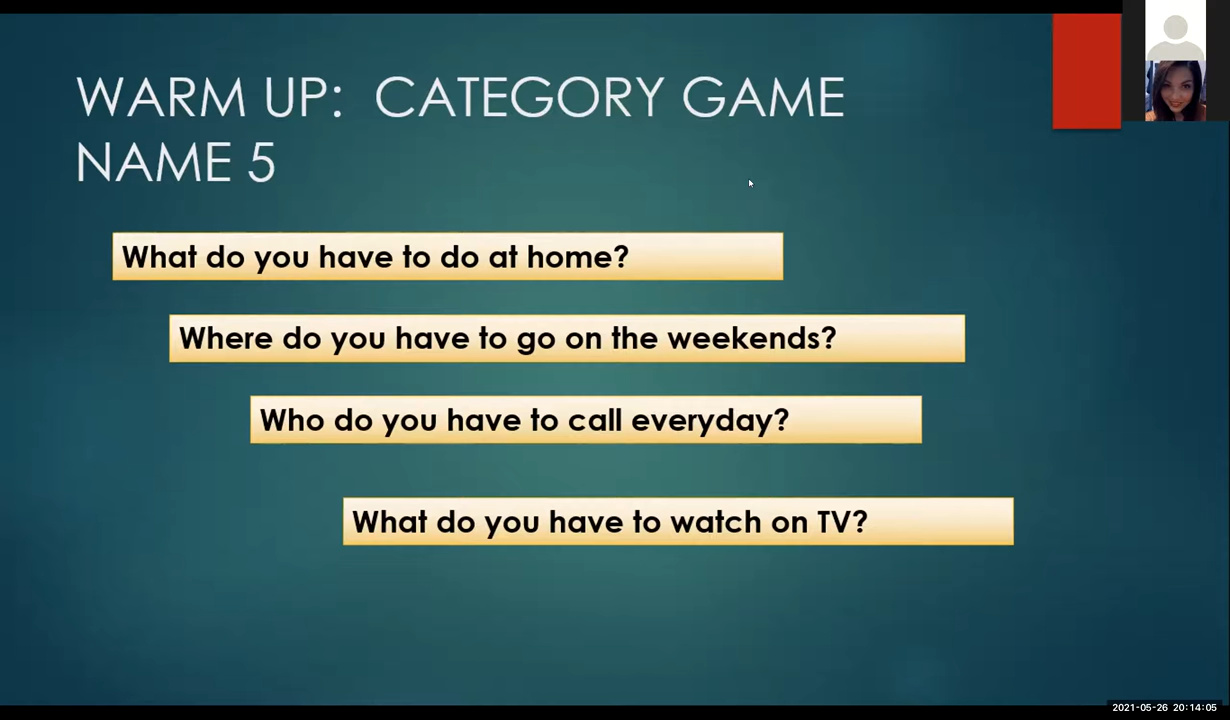 WARM UP:  CATEGORY GAME
NAME 5
What do you have to do at home?
Where do you have to go on the weekends?
Who do you have to call everyday?
What do you have to watch on TV?
2021-05-26 20:14:05